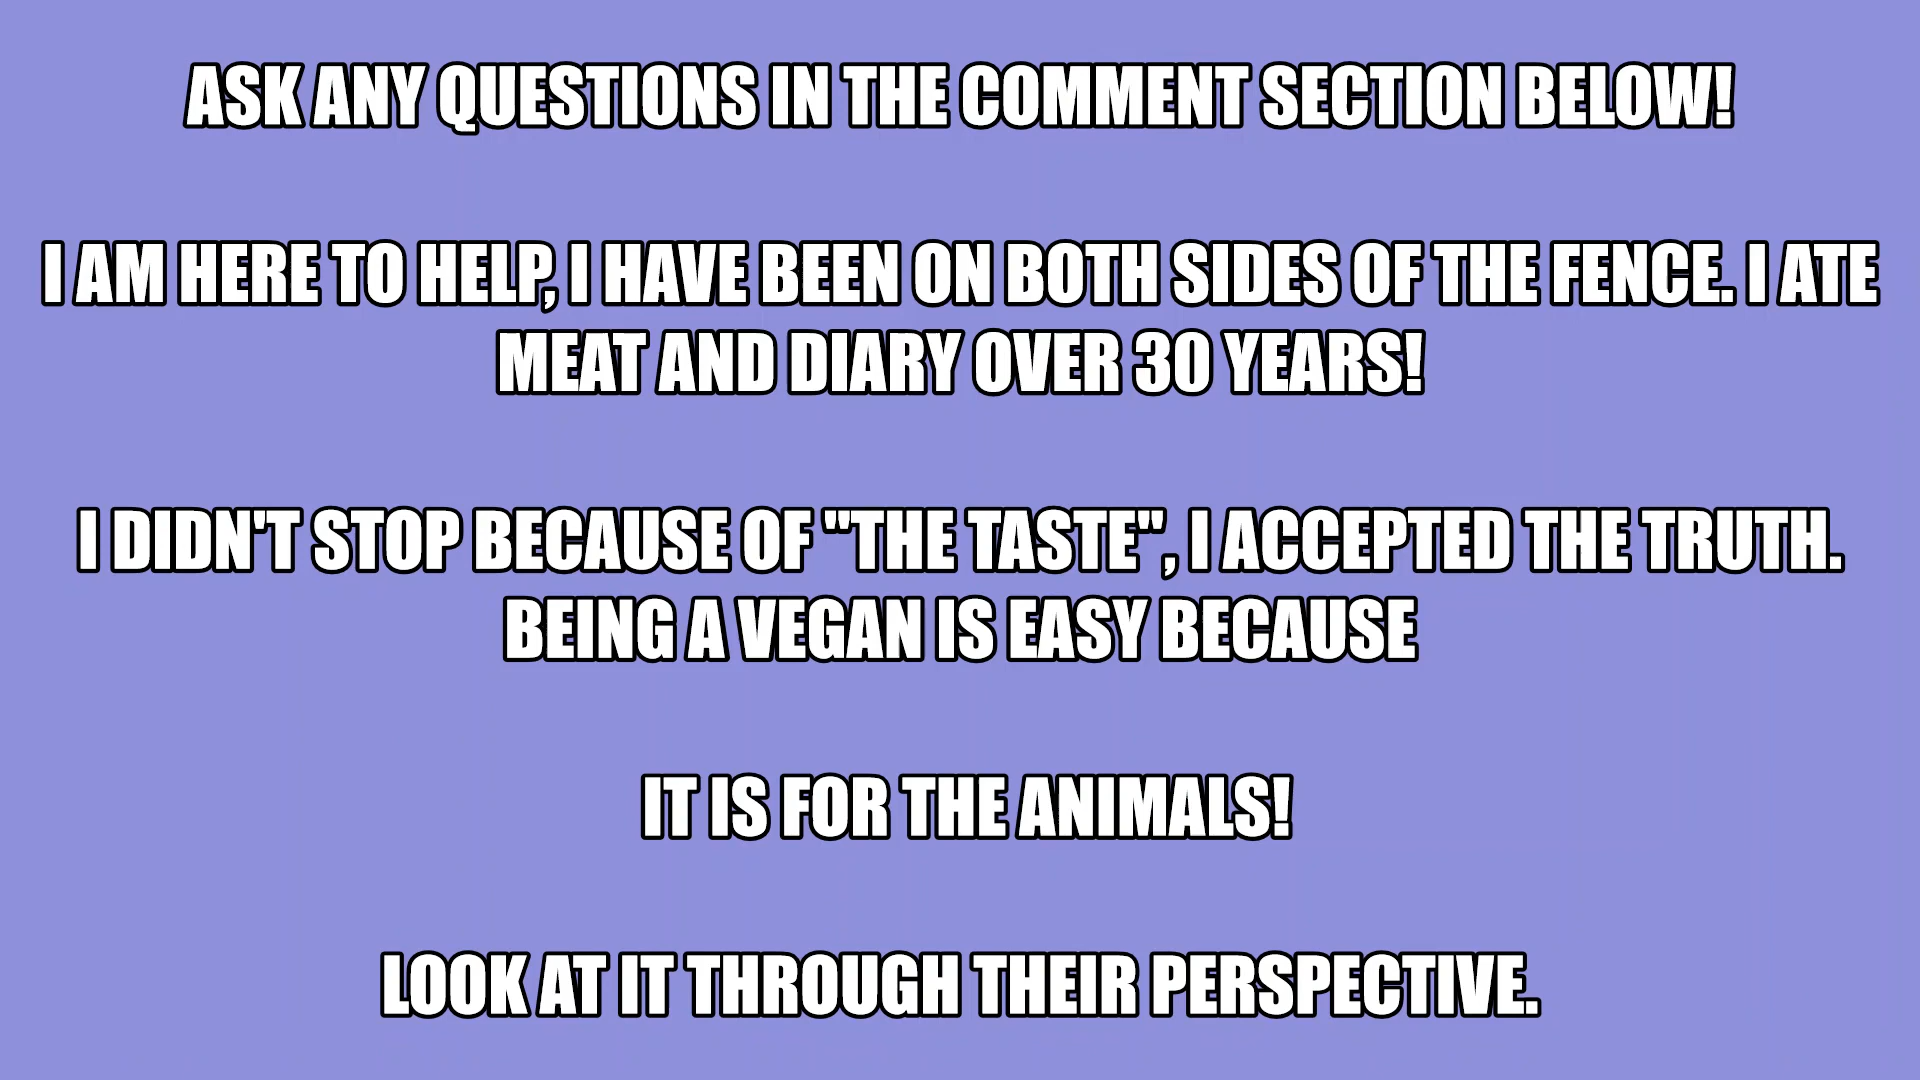 ASK ANY QUESTIONS IN THE COMMENT SECTION BELOW!
I AM HERE TO HELP, I HAVE BEEN ON BOTH SIDES OF THE FENCE. I ATE
MEAT AND DIARY OVER 30 YEARS!
I DIDN'T STOP BECAUSE OF "THE TASTE", I ACCEPTED THE TRUTH.
BEING A VEGAN IS EASY BECAUSE
IT IS FOR THE ANIMALS!
LOOK AT IT THROUGH THEIR PERSPECTIVE.